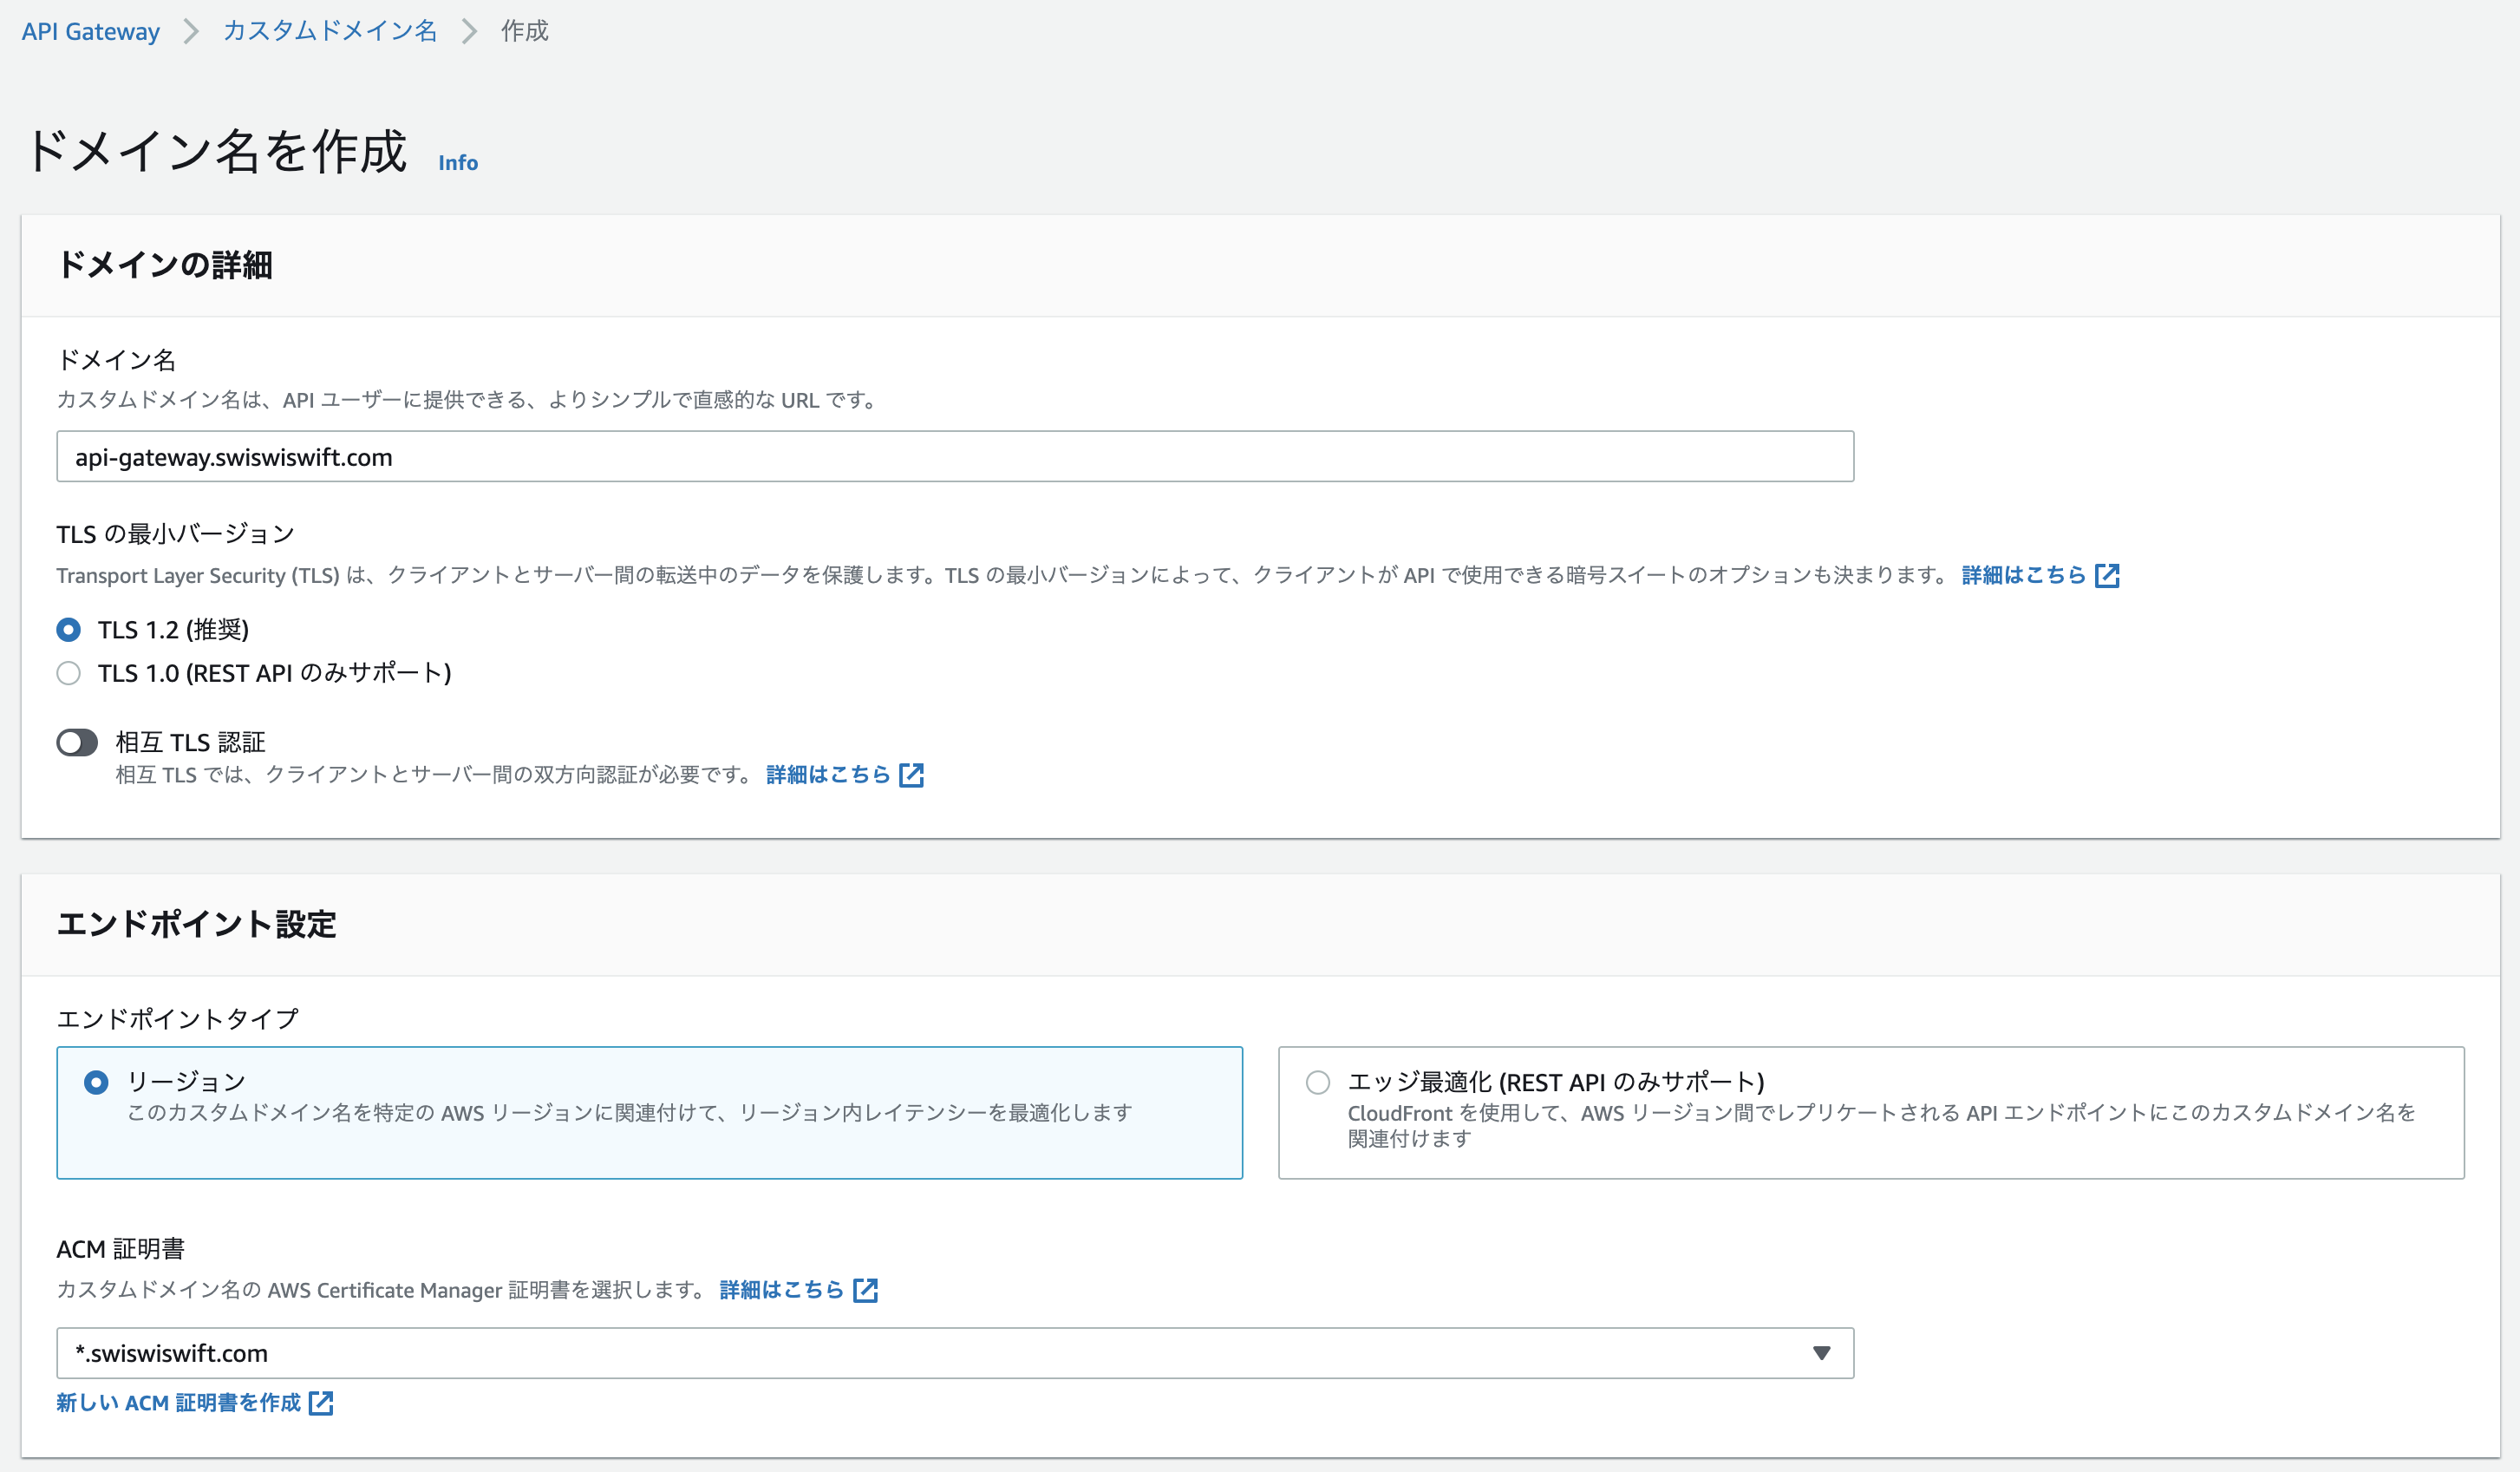 API Gateway > カスタムドメイン名 > 作成
ドメイン名を作成 Info
ドメインの詳細
ドメイン名
カスタムドメイン名は、API ユーザーに提供できる、よりシンプルで直感的な URL です。
api-gateway.swiswiswift.com
TLS の最小バージョン
Transport Layer Security (TLS) は、クライアントとサーバー間の転送中のデータを保護します。TLS の最小バージョンによって、クライアントが API で使用できる暗号スイートのオプションも決まります。 詳細はこちら
TLS 1.2 (推奨)
TLS 1.0 (REST API のみサポート)
相互 TLS 認証
相互 TLS では、クライアントとサーバー間の双方向認証が必要です。 詳細はこちら
エンドポイント設定
エンドポイントタイプ
リージョン
このカスタムドメイン名を特定の AWS リージョンに関連付けて、リージョン内レイテンシーを最適化します
エッジ最適化 (REST API のみサポート)
CloudFront を使用して、AWS リージョン間でレプリケートされる API エンドポイントにこのカスタムドメイン名を
関連付けます
ACM 証明書
カスタムドメイン名の AWS Certificate Manager 証明書を選択します。 詳細はこちら
*.swiswiswift.com
新しい ACM 証明書を作成